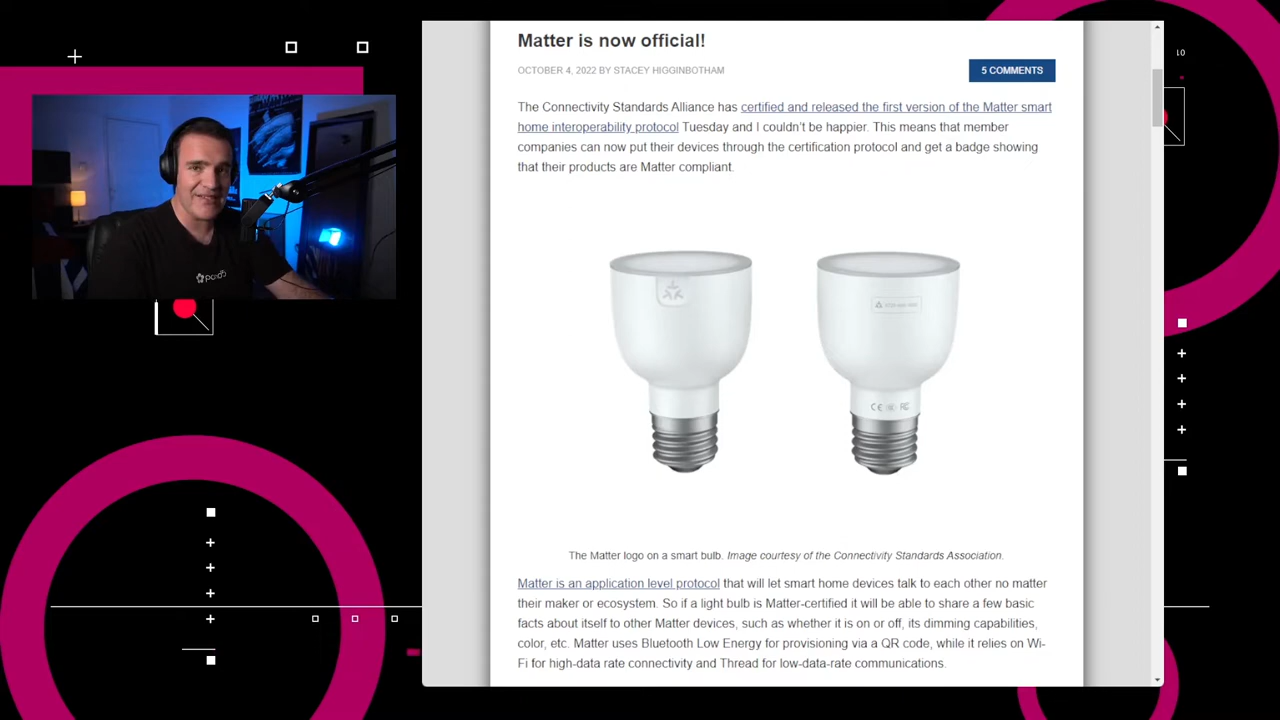 Matter is now official!
OCTOBER 4, 2022 BY STACEY HIGGINBOTHAM
5 COMMENTS
The Connectivity Standards Alliance has certified and released the first version of the Matter smart
home interoperability protocol Tuesday and I couldn't be happier. This means that member
companies can now put their devices through the certification protocol and get a badge showing
that their products are Matter compliant.
CE
The Matter logo on a smart bulb. Image courtesy of the Connectivity Standards Association.
Matter is an application level protocol that will let smart home devices talk to each other no matter
their maker or ecosystem. So if a light bulb is Matter-certified it will be able to share a few basic
facts about itself to other Matter devices, such as whether it is on or off, its dimming capabilities,
color, etc. Matter uses Bluetooth Low Energy for provisioning via a QR code, while it relies on Wi-
Fi for high-data rate connectivity and Thread for low-data-rate communications.
pond5